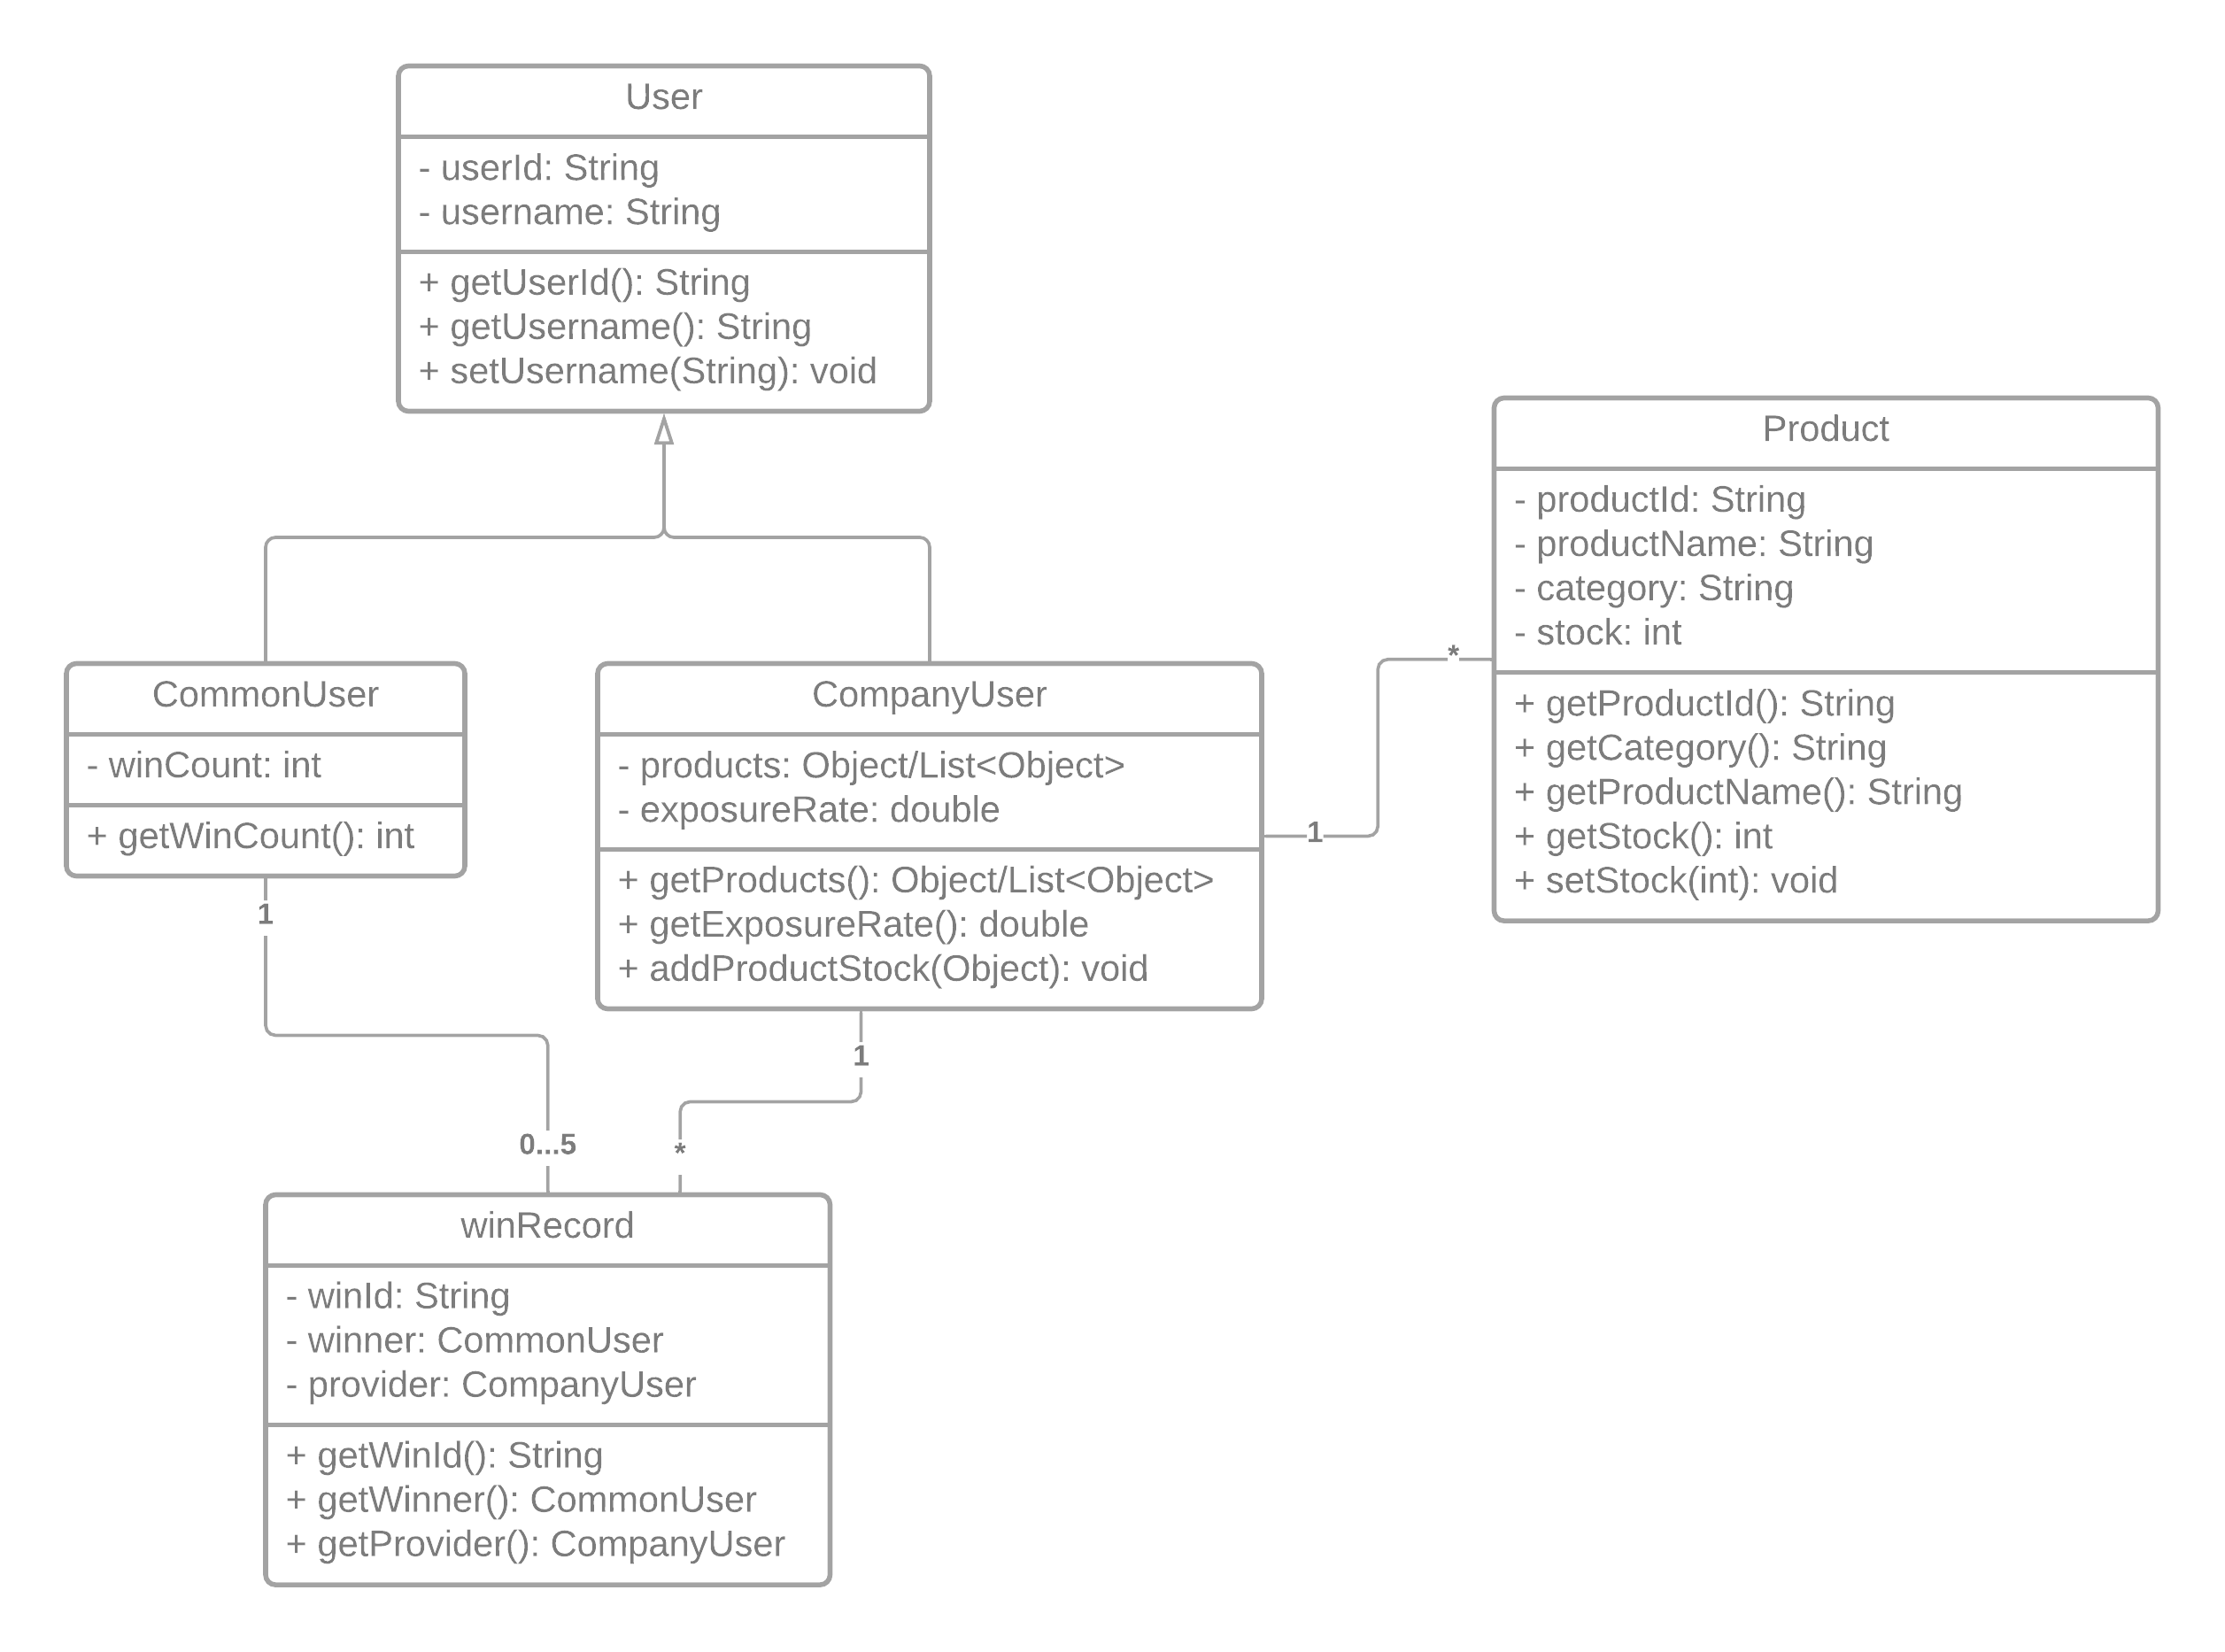 User
- userId: String
- username: String
+ getUserId(): String
+ getUsername(): String
+ setUsername(String): void
Product
- productId: String
- productName: String
- category: String
- stock: int
+ getProductId(): String
+ getCategory(): String
+ getProductName(): String
+ getStock(): int
+ setStock(int): void
CommonUser
- winCount: int
+ getWinCount(): int
CompanyUser
- products: Object/List<Object>
- exposureRate: double
+ getProducts(): Object/List<Object>
+ getExposureRate(): double
+ addProductStock(Object): void
*
1
1
1
0...5
*
winRecord
- winId: String
- winner: CommonUser
- provider: CompanyUser
+ getWinId(): String
+ getWinner(): CommonUser
+ getProvider(): CompanyUser